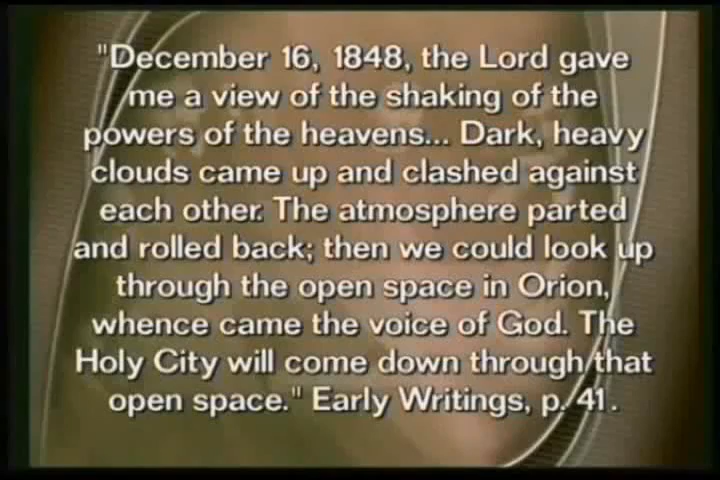 "December 16, 1848, the Lord gave
me a view of the shaking of the
powers of the heavens... Dark, heavy
clouds came up and clashed against
each other. The atmosphere parted
and rolled back; then we could look up
through the open space in Orion,
whence came the voice of God. The
Holy City will come down through that
open space." Early Writings, p. 41.